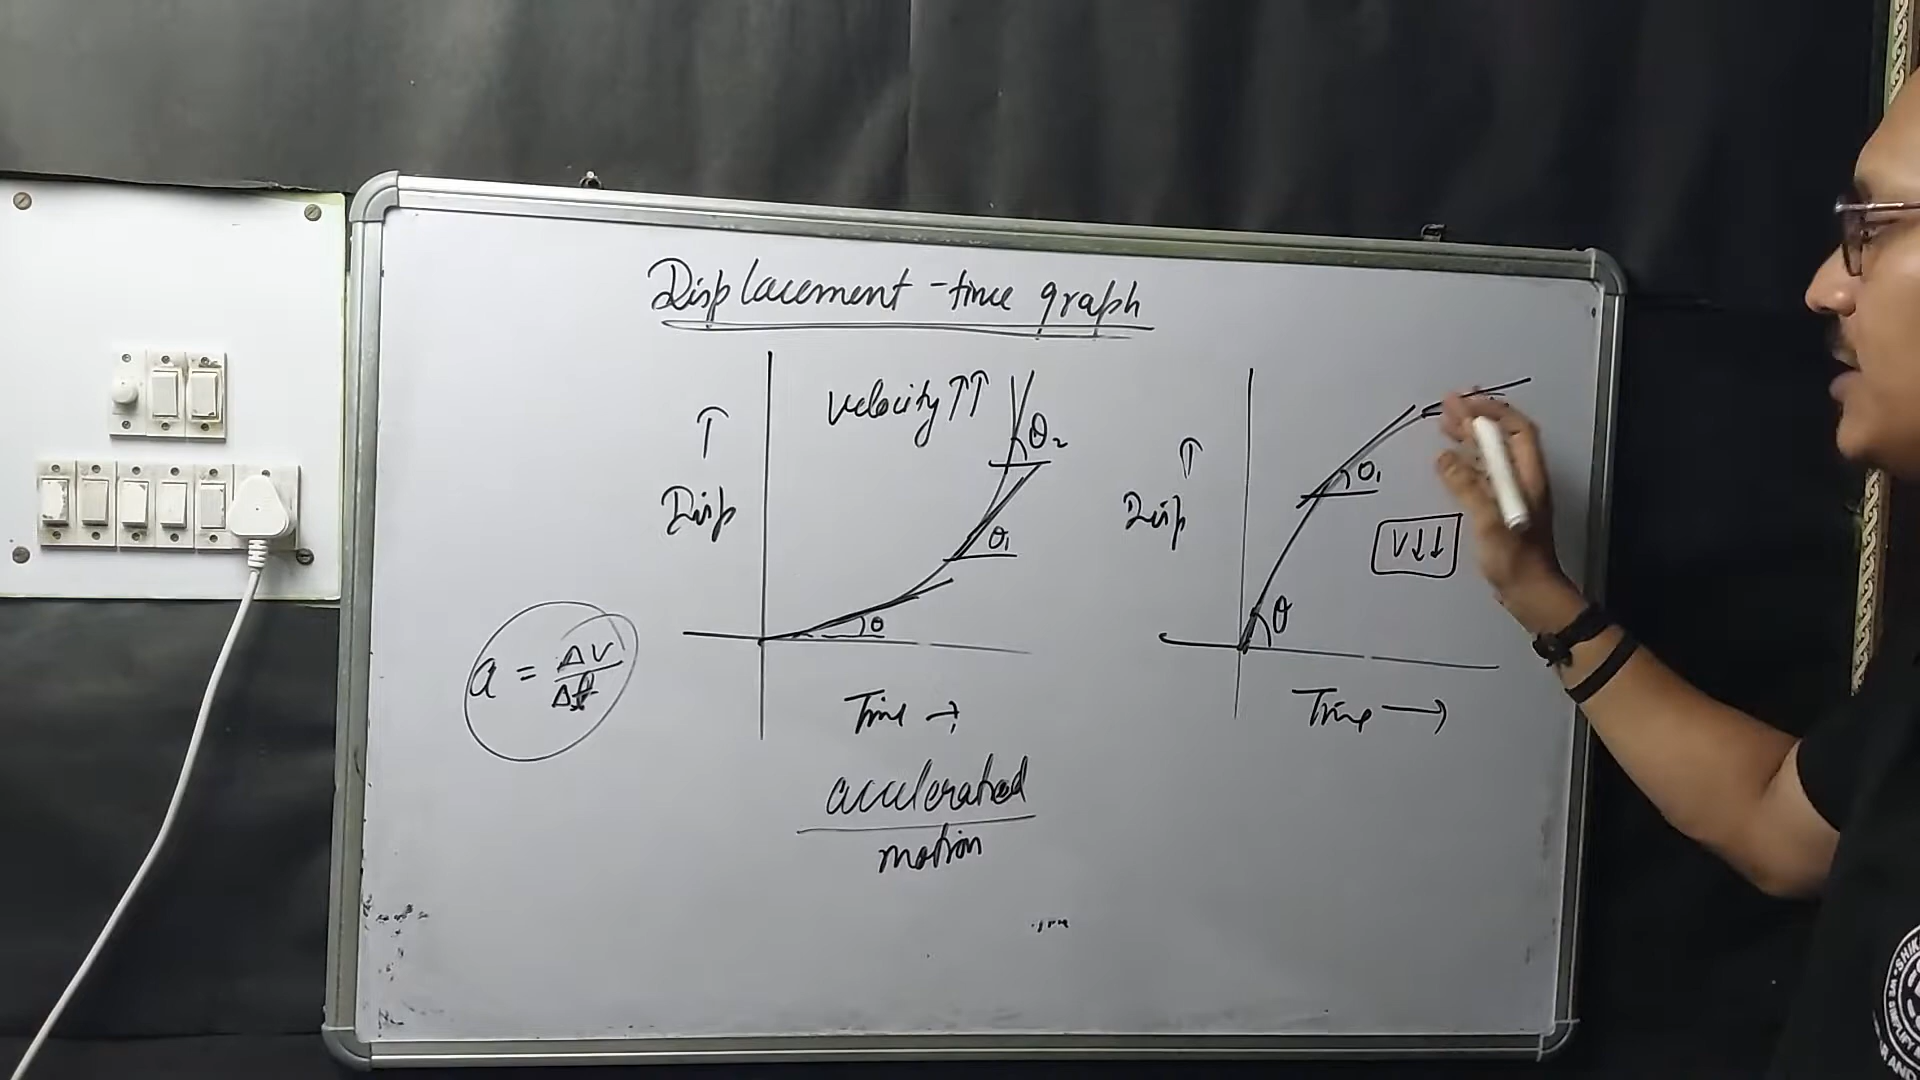 Displacement-time graph
velocity ↑↑
↑
Disp
θ
θ₁
θ₂
Time →
accelerated
motion
a = Δv/Δt
↑
Disp
θ
θ₁
V↓↓
Time →